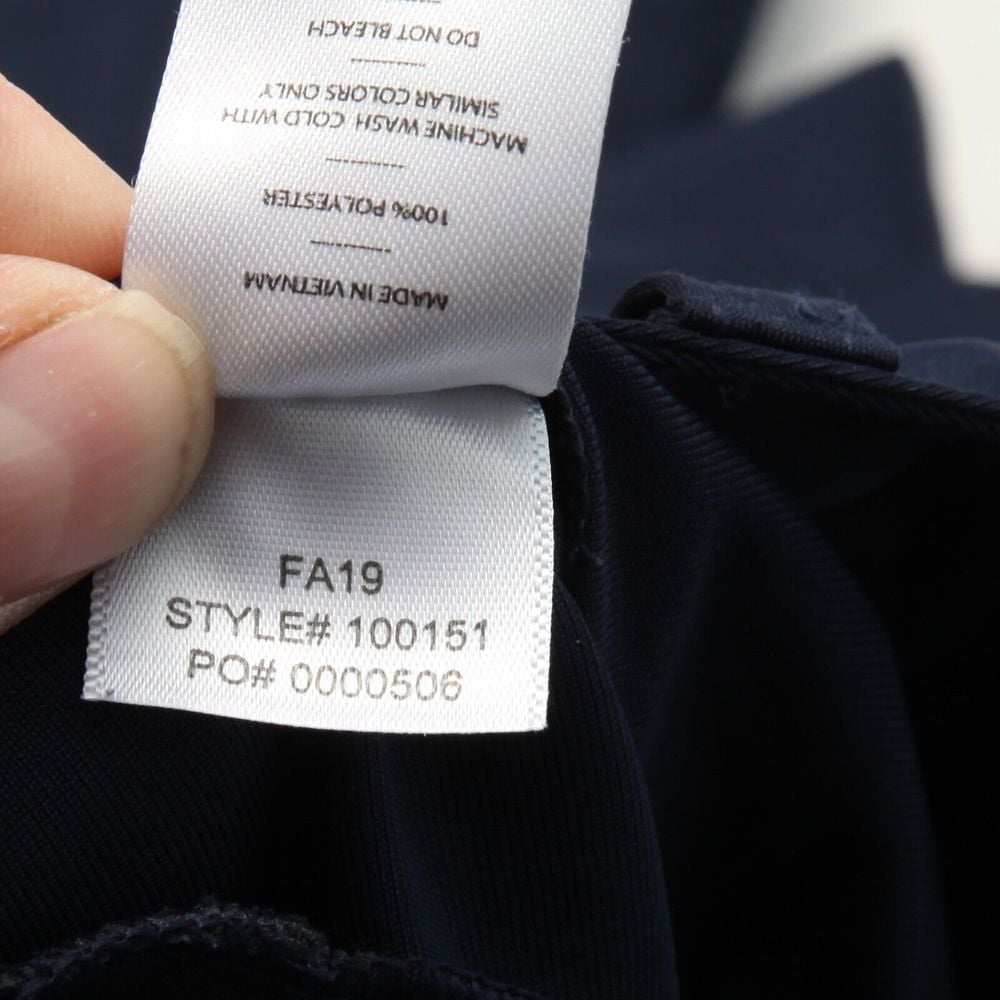 MADE IN VIETNAM
100% POLYESTER
MACHINE WASH COLD WITH
SIMILAR COLORS ONLY
DO NOT BLEACH
FA19
STYLE# 100151
PO# 0000506